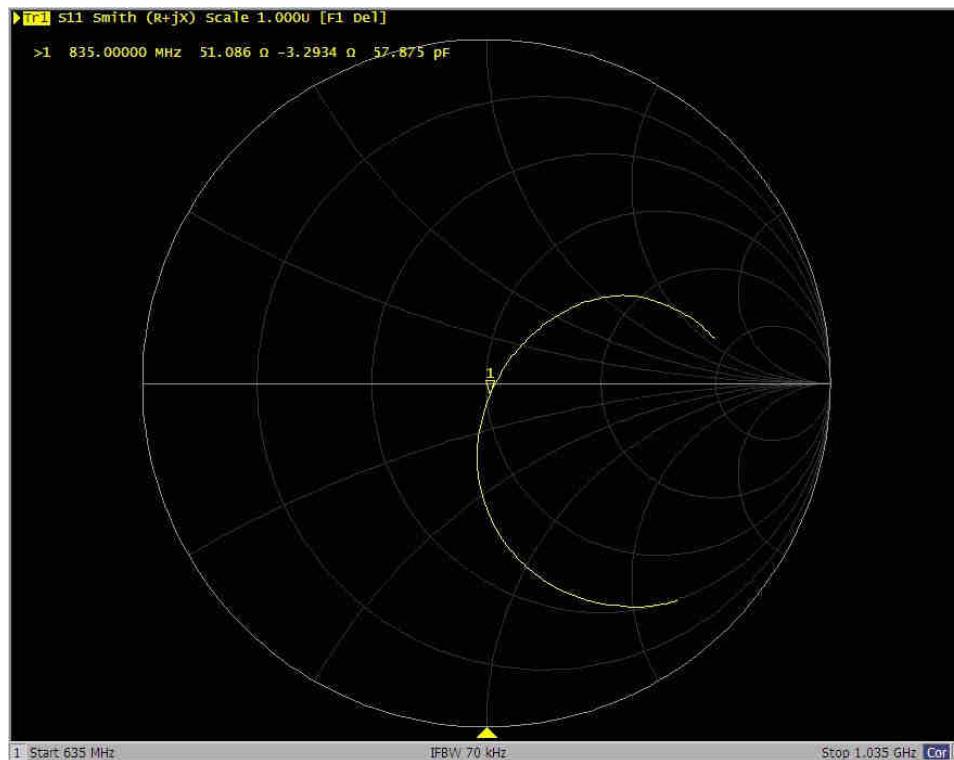 Tr1 S11 Smith (R+jX) Scale 1.000U [F1 Del]
>1 835.00000 MHz 51.086 Ω -3.2934 Ω 57.875 pF
1
1 Start 635 MHz IFBW 70 kHz Stop 1.035 GHz Cor